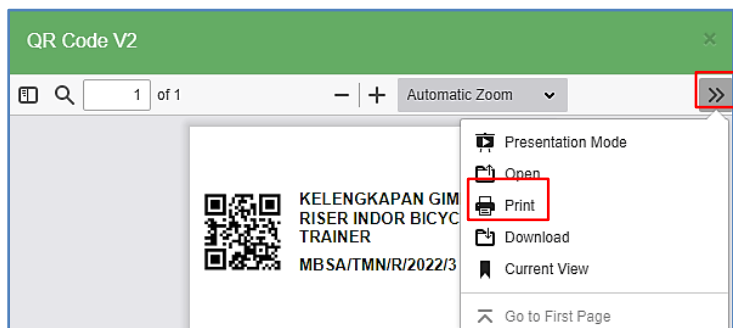 QR Code V2
×
1 of 1
Automatic Zoom
Presentation Mode
Open
Print
Download
Current View
Go to First Page
KELENGKAPAN GIM
RISER INDOR BICYC
TRAINER
MBSA/TMN/R/2022/3